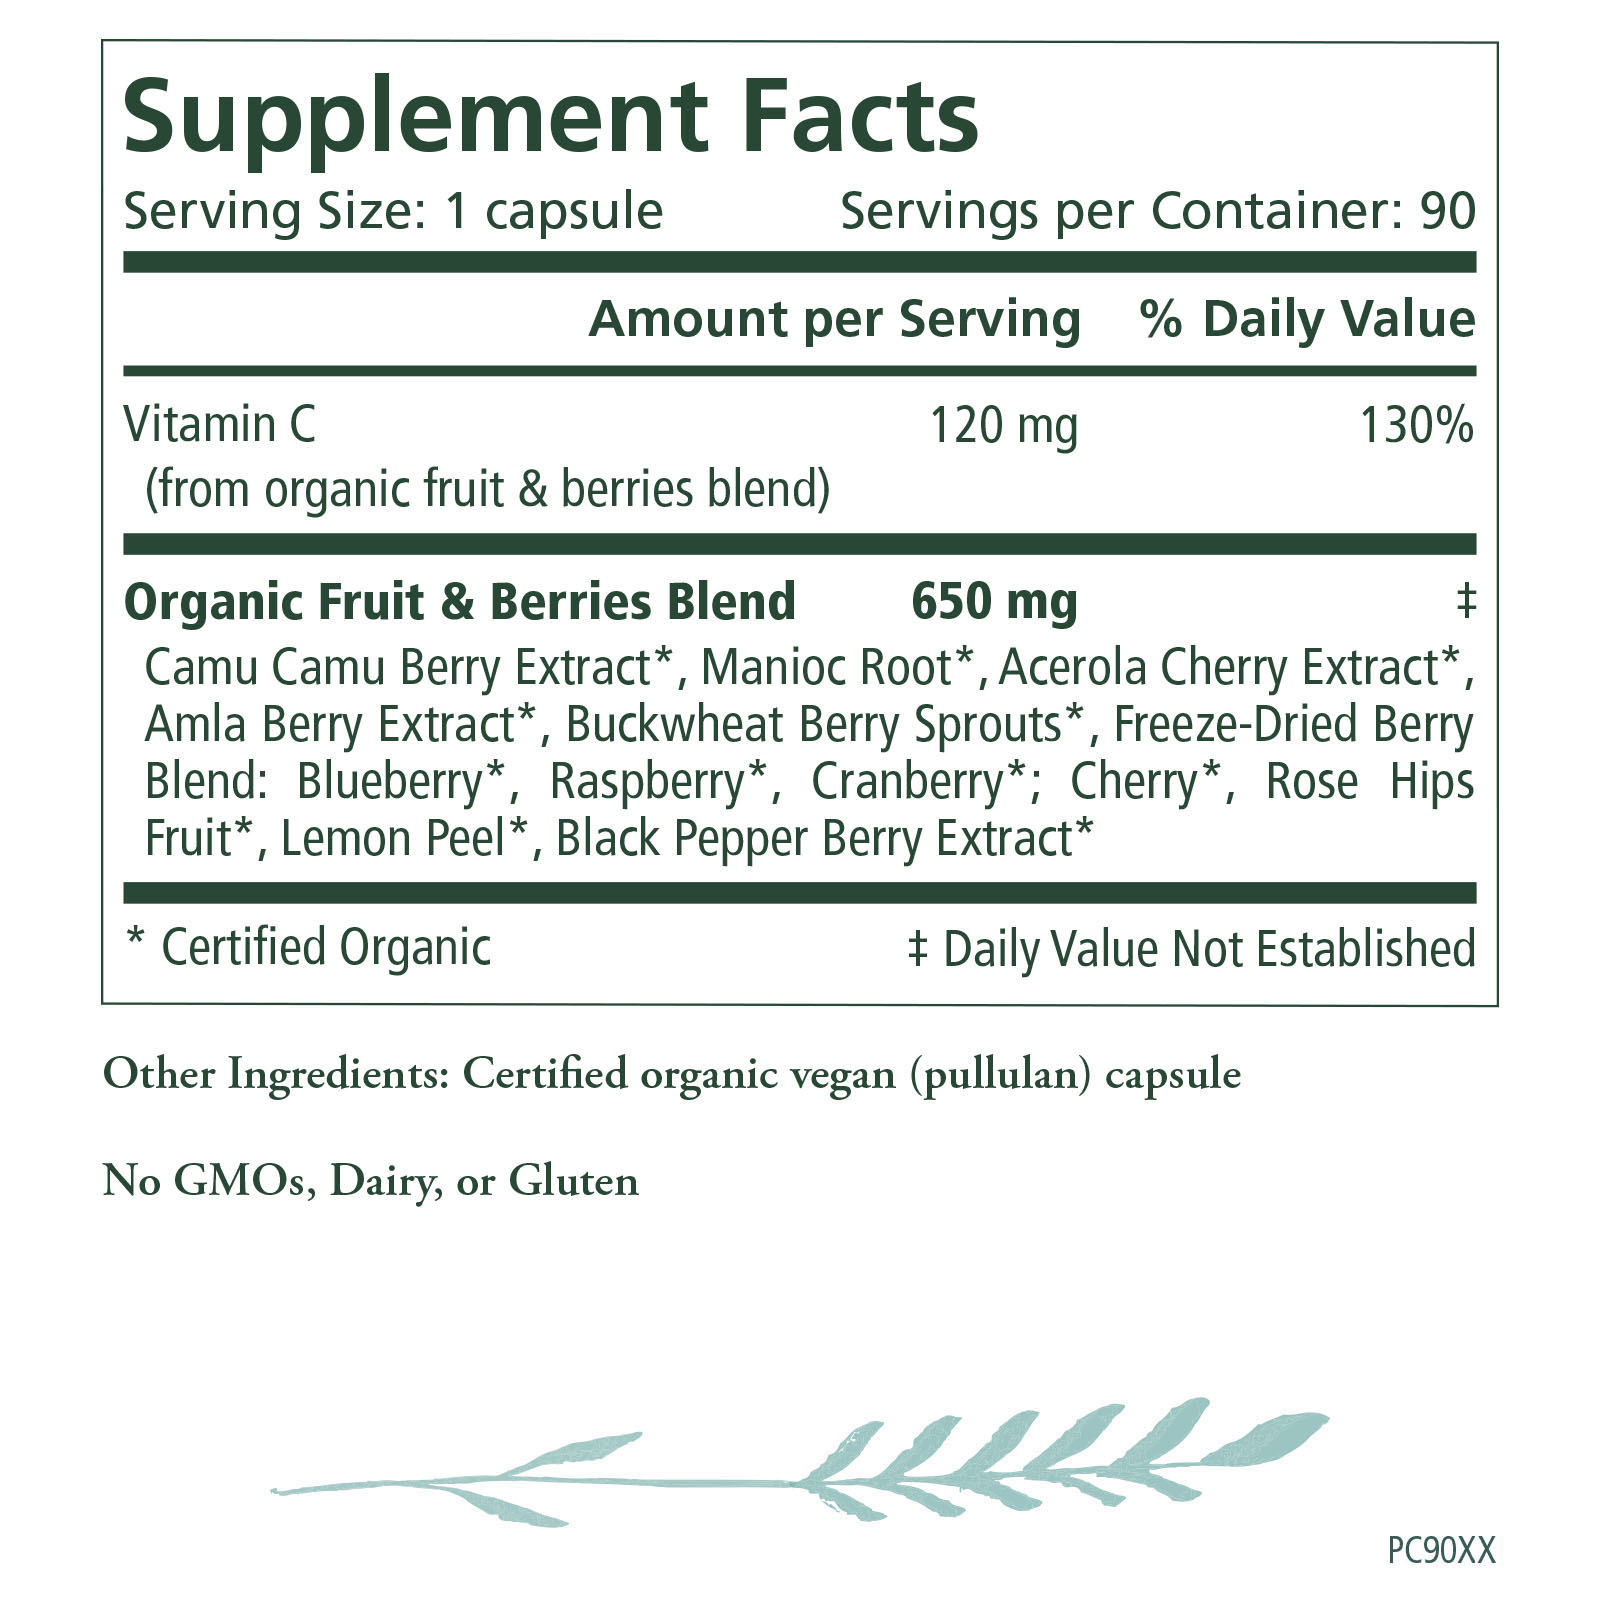 Supplement Facts
Serving Size: 1 capsule Servings per Container: 90
Amount per Serving % Daily Value
Vitamin C 120 mg 130%
(from organic fruit & berries blend)
Organic Fruit & Berries Blend 650 mg ‡
Camu Camu Berry Extract*, Manioc Root*, Acerola Cherry Extract*,
Amla Berry Extract*, Buckwheat Berry Sprouts*, Freeze-Dried Berry
Blend: Blueberry*, Raspberry*, Cranberry*; Cherry*, Rose Hips
Fruit*, Lemon Peel*, Black Pepper Berry Extract*
* Certified Organic ‡ Daily Value Not Established
Other Ingredients: Certified organic vegan (pullulan) capsule
No GMOs, Dairy, or Gluten
PC90XX